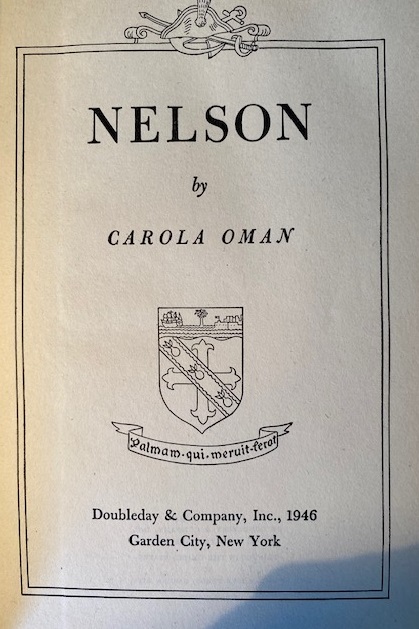 NELSON
by
CAROLA OMAN
Palmam·qui·meruit·ferat
Doubleday & Company, Inc., 1946
Garden City, New York